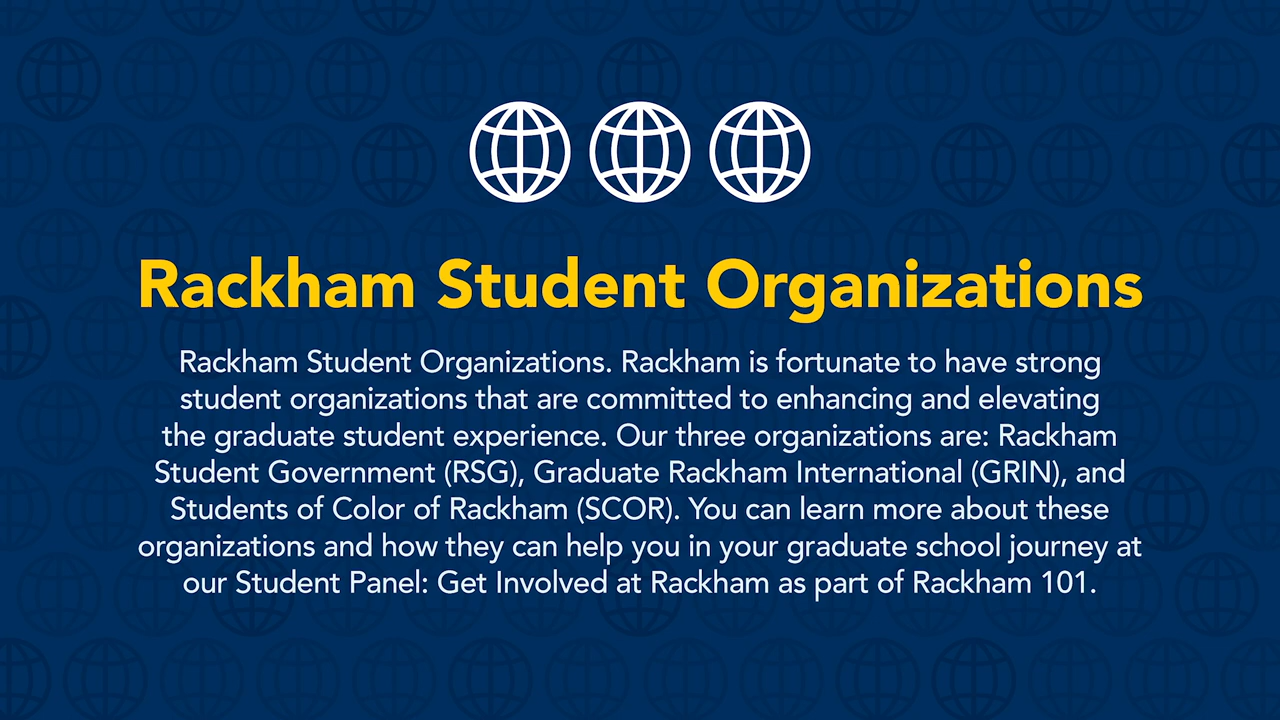 Rackham Student Organizations
Rackham Student Organizations. Rackham is fortunate to have strong
student organizations that are committed to enhancing and elevating
the graduate student experience. Our three organizations are: Rackham
Student Government (RSG), Graduate Rackham International (GRIN), and
Students of Color of Rackham (SCOR). You can learn more about these
organizations and how they can help you in your graduate school journey at
our Student Panel: Get Involved at Rackham as part of Rackham 101.